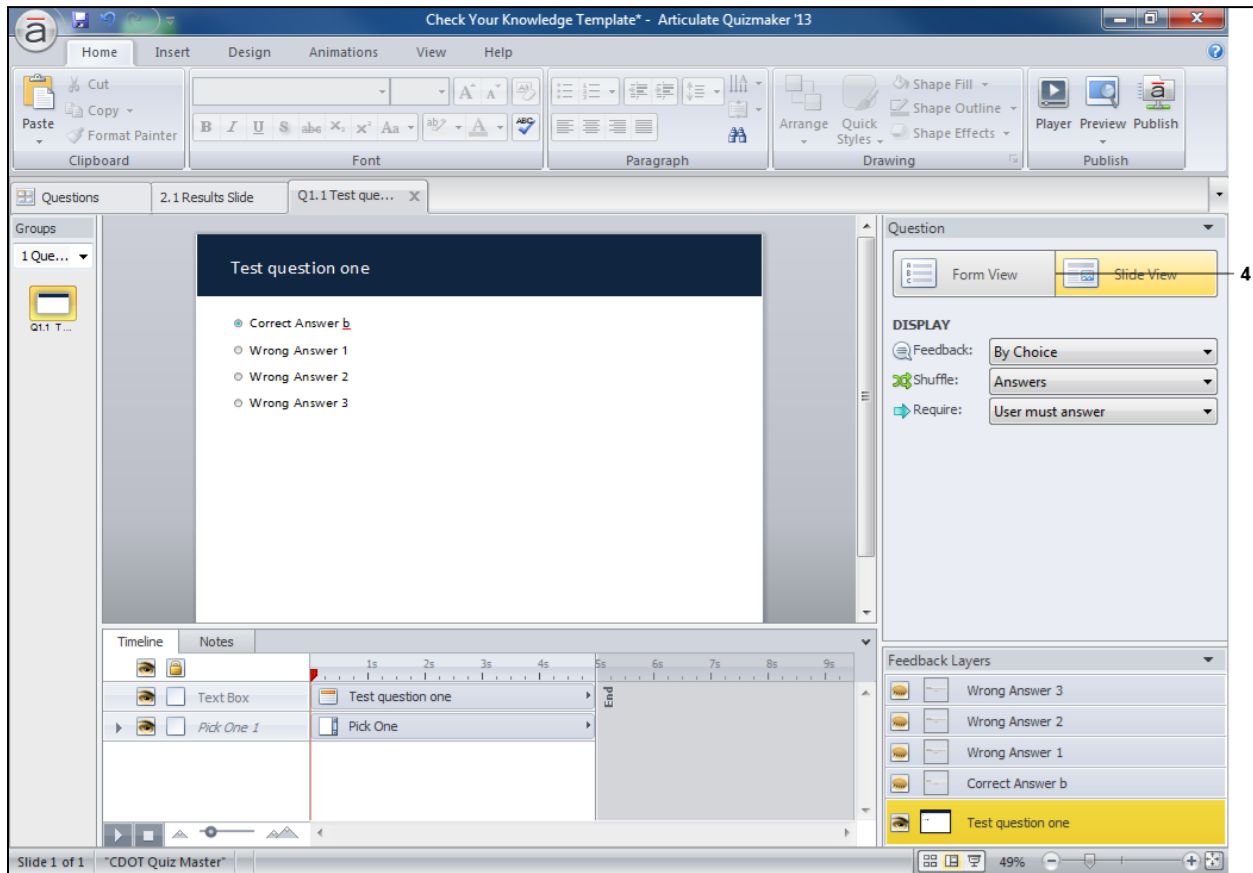 Check Your Knowledge Template* - Articulate Quizmaker '13
Home Insert Design Animations View Help
Paste
Cut
Copy
Format Painter
Clipboard
B I U S abc X₂ X² Aa ab A ABC
Font
Paragraph
Arrange
Quick Styles
Shape Fill
Shape Outline
Shape Effects
Drawing
Player Preview Publish
Publish
Questions 2.1 Results Slide Q1.1 Test que... X
Groups
1 Que...
Q1.1 T...
Test question one
Correct Answer b
Wrong Answer 1
Wrong Answer 2
Wrong Answer 3
Question
Form View Slide View 4
DISPLAY
Feedback: By Choice
Shuffle: Answers
Require: User must answer
Timeline Notes
1s 2s 3s 4s 5s 6s 7s 8s 9s
Text Box Test question one End
Pick One 1 Pick One
Feedback Layers
Wrong Answer 3
Wrong Answer 2
Wrong Answer 1
Correct Answer b
Test question one
Slide 1 of 1 "CDOT Quiz Master" 49%